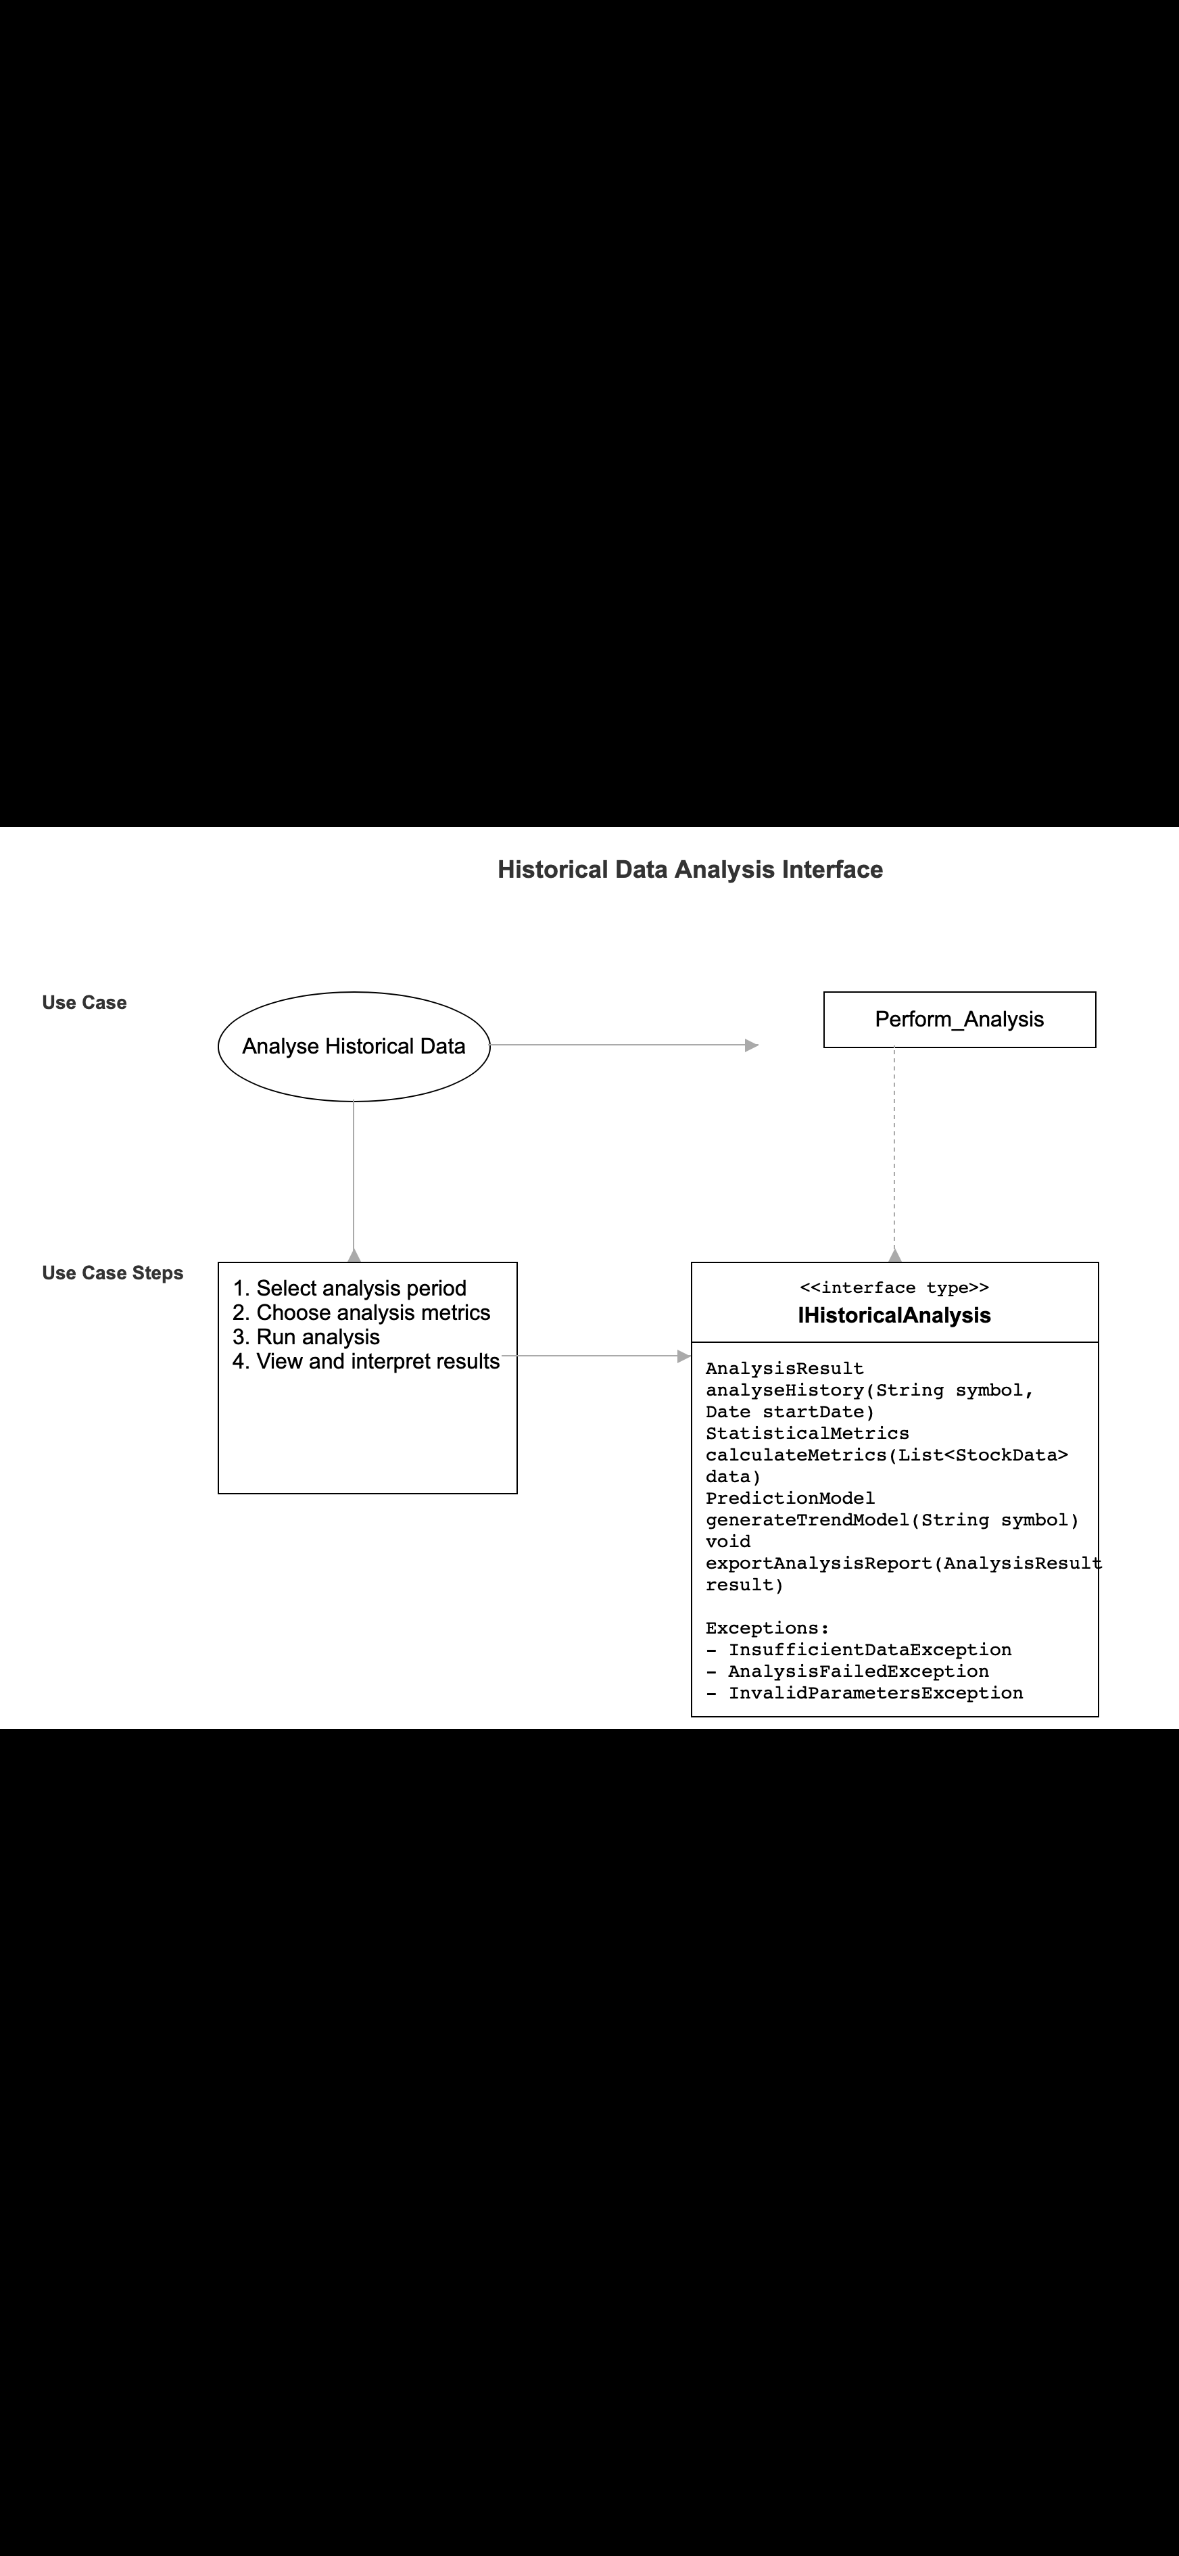 Historical Data Analysis Interface
Use Case
Analyse Historical Data
Perform_Analysis
Use Case Steps
1. Select analysis period
2. Choose analysis metrics
3. Run analysis
4. View and interpret results
<<interface type>>
IHistoricalAnalysis
AnalysisResult
analyseHistory(String symbol,
Date startDate)
StatisticalMetrics
calculateMetrics(List<StockData>
data)
PredictionModel
generateTrendModel(String symbol)
void
exportAnalysisReport(AnalysisResult
result)
Exceptions:
- InsufficientDataException
- AnalysisFailedException
- InvalidParametersException